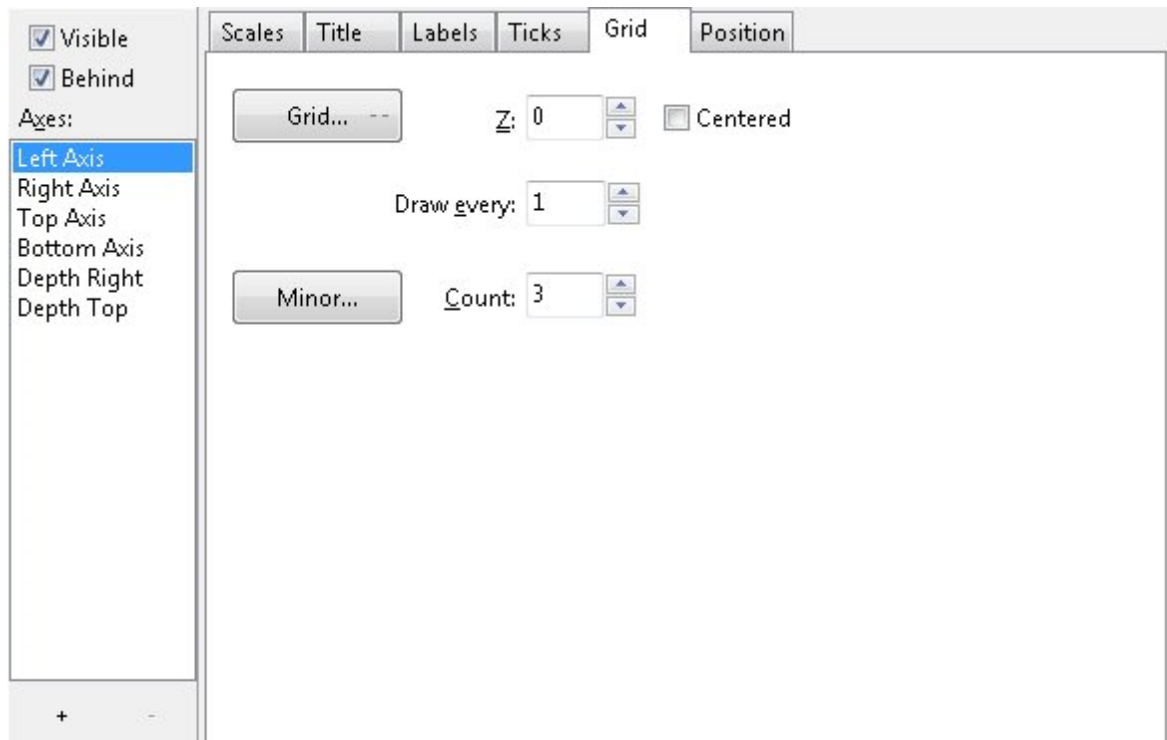 Visible
Behind
Axes:
Left Axis
Right Axis
Top Axis
Bottom Axis
Depth Right
Depth Top
+ -
Scales Title Labels Ticks Grid Position
Grid... -- Z: 0 Centered
Draw every: 1
Minor... Count: 3